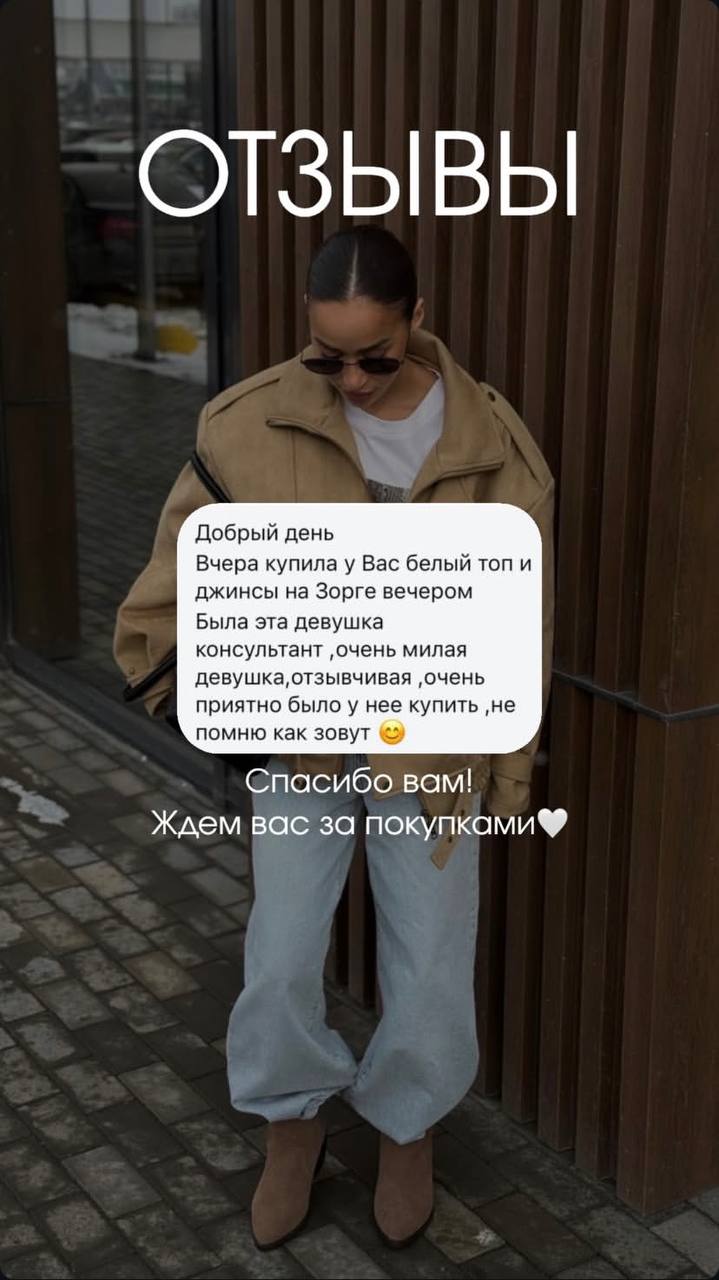 ОТЗЫВЫ
Добрый день
Вчера купила у Вас белый топ и
джинсы на Зорге вечером
Была эта девушка
консультант ,очень милая
девушка,отзывчивая ,очень
приятно было у нее купить ,не
помню как зовут 😊
Спасибо вам!
Ждем вас за покупками🤍